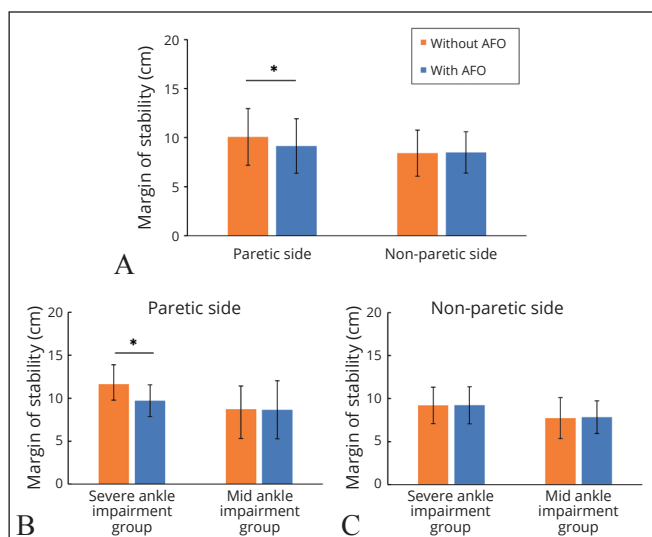 20
15
10
5
0
Margin of stability (cm)
*
Without AFO
With AFO
Paretic side
Non-paretic side
A
Paretic side
20
15
10
5
0
Margin of stability (cm)
*
Severe ankle
impairment
group
Mid ankle
impairment
group
B
Non-paretic side
20
15
10
5
0
Margin of stability (cm)
Severe ankle
impairment
group
Mid ankle
impairment
group
C